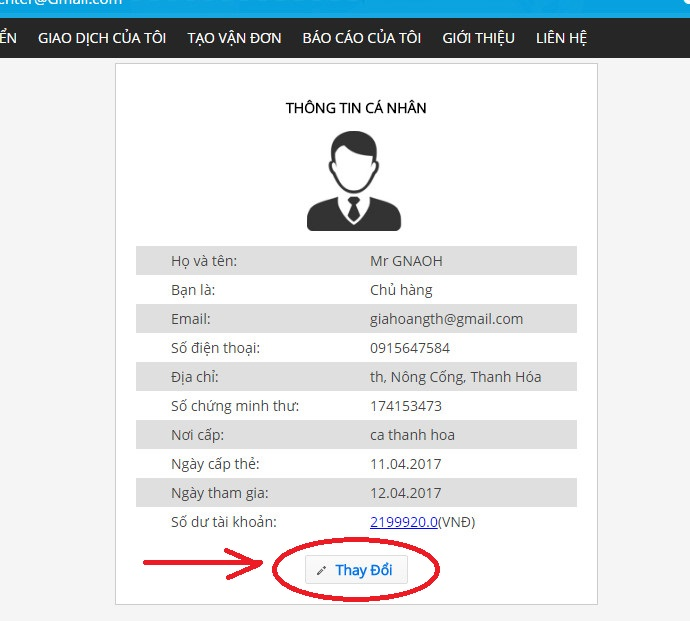 enter@Gmail.com
ỂN GIAO DỊCH CỦA TÔI TẠO VẬN ĐƠN BÁO CÁO CỦA TÔI GIỚI THIỆU LIÊN HỆ
THÔNG TIN CÁ NHÂN
Họ và tên: Mr GNAOH
Bạn là: Chủ hàng
Email: giahoangth@gmail.com
Số điện thoại: 0915647584
Địa chỉ: th, Nông Cống, Thanh Hóa
Số chứng minh thư: 174153473
Nơi cấp: ca thanh hoa
Ngày cấp thẻ: 11.04.2017
Ngày tham gia: 12.04.2017
Số dư tài khoản: 2199920.0(VNĐ)
Thay Đổi